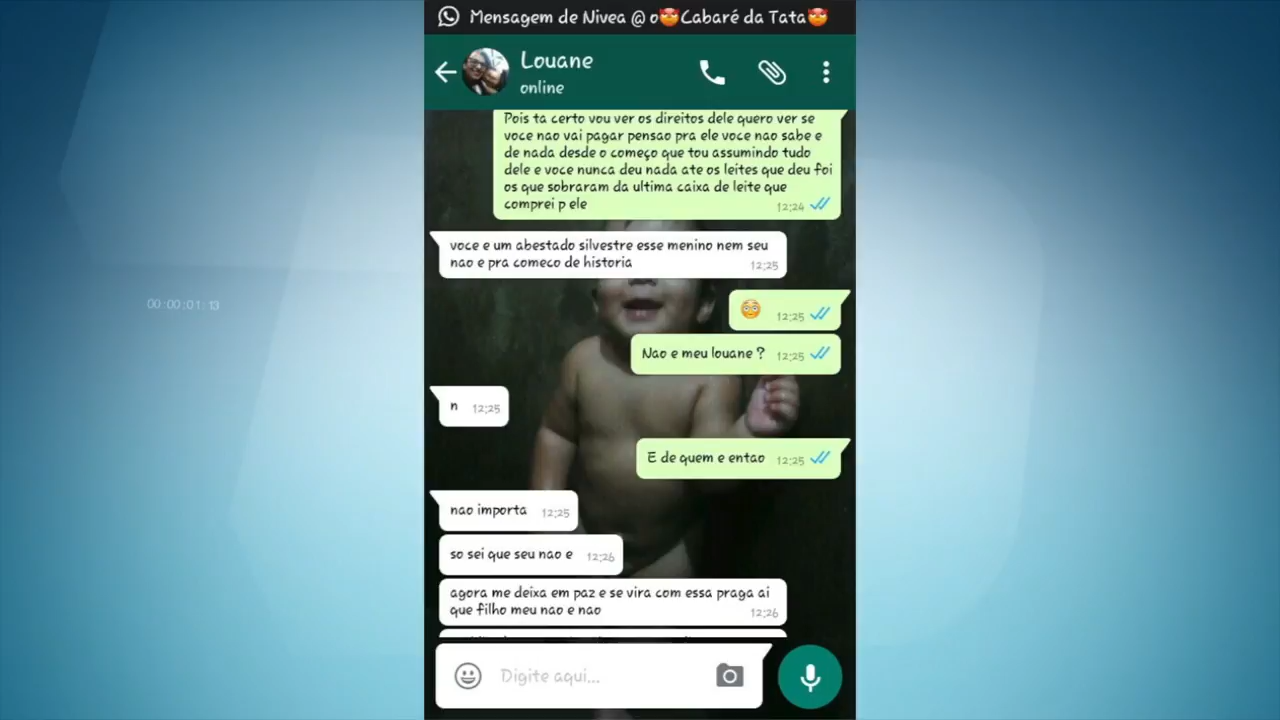 Mensagem de Nivea @ o😈Cabaré da Tata😈
Louane
online
Pois ta certo vou ver os direitos dele quero ver se
voce nao vai pagar pensao pra ele voce nao sabe e
de nada desde o começo que tou assumindo tudo
dele e voce nunca deu nada ate os leites que deu foi
os que sobraram da ultima caixa de leite que
comprei p ele
12:24
voce e um abestado silvestre esse menino nem seu
nao e pra comeco de historia
12:25
00:00:01:13
😳 12:25
Nao e meu louane ? 12:25
n 12:25
E de quem e entao 12:25
nao importa 12:25
so sei que seu nao e 12:26
agora me deixa em paz e se vira com essa praga ai
que filho meu nao e nao
12:26
Digite aqui...